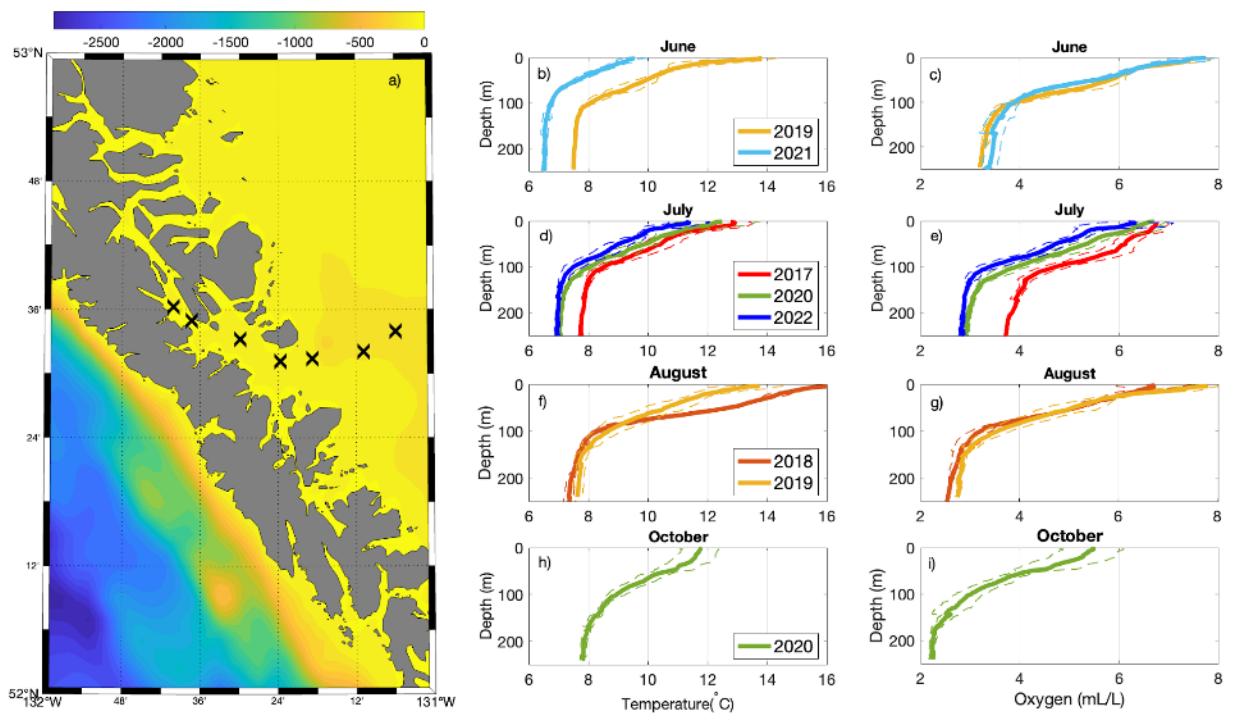 -2500 -2000 -1500 -1000 -500 0
53°N
48'
36'
24'
12'
52°N
132°W 48' 36' 24' 12' 131°W
a)
June
b)
Depth (m)
0
100
200
6 8 10 12 14 16
2019
2021
June
c)
Depth (m)
0
100
200
2 4 6 8
July
d)
Depth (m)
0
100
200
6 8 10 12 14 16
2017
2020
2022
July
e)
Depth (m)
0
100
200
2 4 6 8
August
f)
Depth (m)
0
100
200
6 8 10 12 14 16
2018
2019
August
g)
Depth (m)
0
100
200
2 4 6 8
October
h)
Depth (m)
0
100
200
6 8 10 12 14 16
Temperature(°C)
2020
October
i)
Depth (m)
0
100
200
2 4 6 8
Oxygen (mL/L)